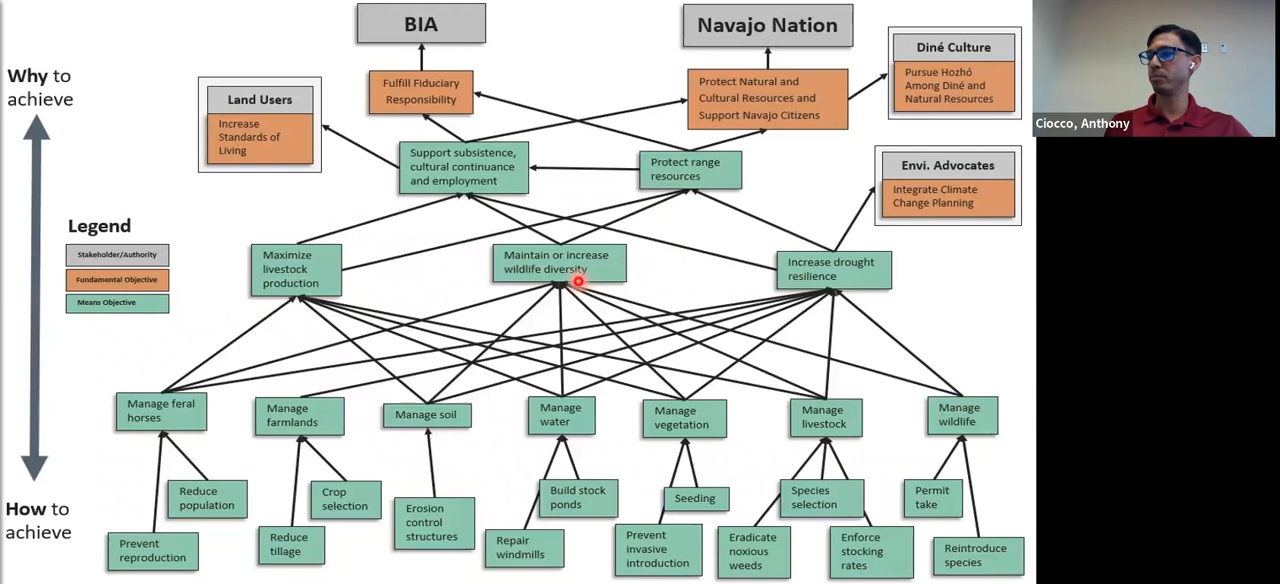 BIA
Navajo Nation
Diné Culture
Pursue Hozhó
Among Diné and
Natural Resources
Ciocco, Anthony
Why to
achieve
Fulfill Fiduciary
Responsibility
Protect Natural and
Cultural Resources and
Support Navajo Citizens
Land Users
Increase
Standards of
Living
Support subsistence,
cultural continuance
and employment
Protect range
resources
Envi. Advocates
Integrate Climate
Change Planning
Legend
Stakeholder/Authority
Fundamental Objective
Means Objective
Maximize
livestock
production
Maintain or increase
wildlife diversity
Increase drought
resilience
Manage feral
horses
Manage
farmlands
Manage soil
Manage
water
Manage
vegetation
Manage
livestock
Manage
wildlife
How to
achieve
Reduce
population
Prevent
reproduction
Crop
selection
Reduce
tillage
Erosion
control
structures
Build stock
ponds
Repair
windmills
Seeding
Prevent
invasive
introduction
Species
selection
Eradicate
noxious
weeds
Enforce
stocking
rates
Permit
take
Reintroduce
species